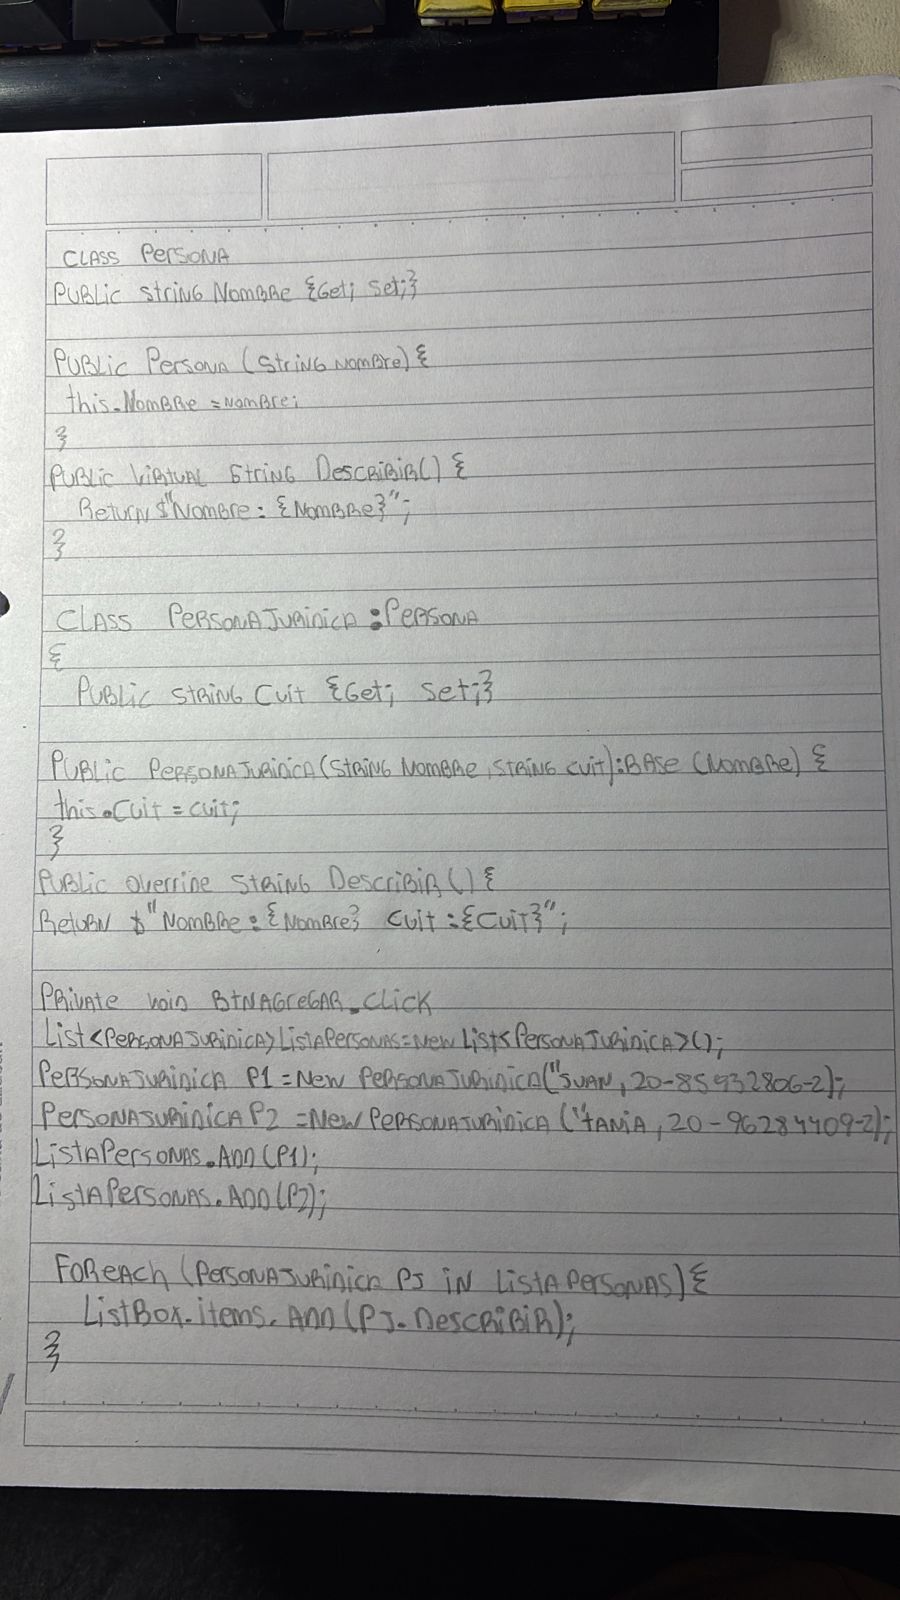 CLASS PERSONA
PUBLIC STRING NOMBRE {Get; Set;}
PUBLIC PERSONA (STRING NOMBRE) {
this.NOMBRE = NOMBRE;
}
PUBLIC VIRTUAL STRING DESCRIBIR() {
RETURN $"NOMBRE: {NOMBRE}";
}
CLASS PERSONAJURIDICA : PERSONA
{
PUBLIC STRING CUIT {Get; Set;}
PUBLIC PERSONAJURIDICA(STRING NOMBRE, STRING CUIT):BASE (NOMBRE) {
this.CUIT = CUIT;
}
PUBLIC OVERRIDE STRING DESCRIBIR() {
RETURN $"NOMBRE: {NOMBRE} CUIT :{CUIT}";
PRIVATE VOID BTNAGREGAR_CLICK
LIST<PERSONAJURIDICA>LISTAPERSONAS=NEW LIST<PERSONAJURIDICA>();
PERSONAJURIDICA P1 = NEW PERSONAJURIDICA("JUAN, 20-85932806-2);
PERSONAJURIDICA P2 = NEW PERSONAJURIDICA ("TANIA, 20-96284409-2);
LISTAPERSONAS.ADD(P1);
LISTAPERSONAS.ADD(P2);
FOREACH (PERSONAJURIDICA PJ IN LISTAPERSONAS) {
LISTBOX.ITEMS.ADD(PJ.DESCRIBIR);
}